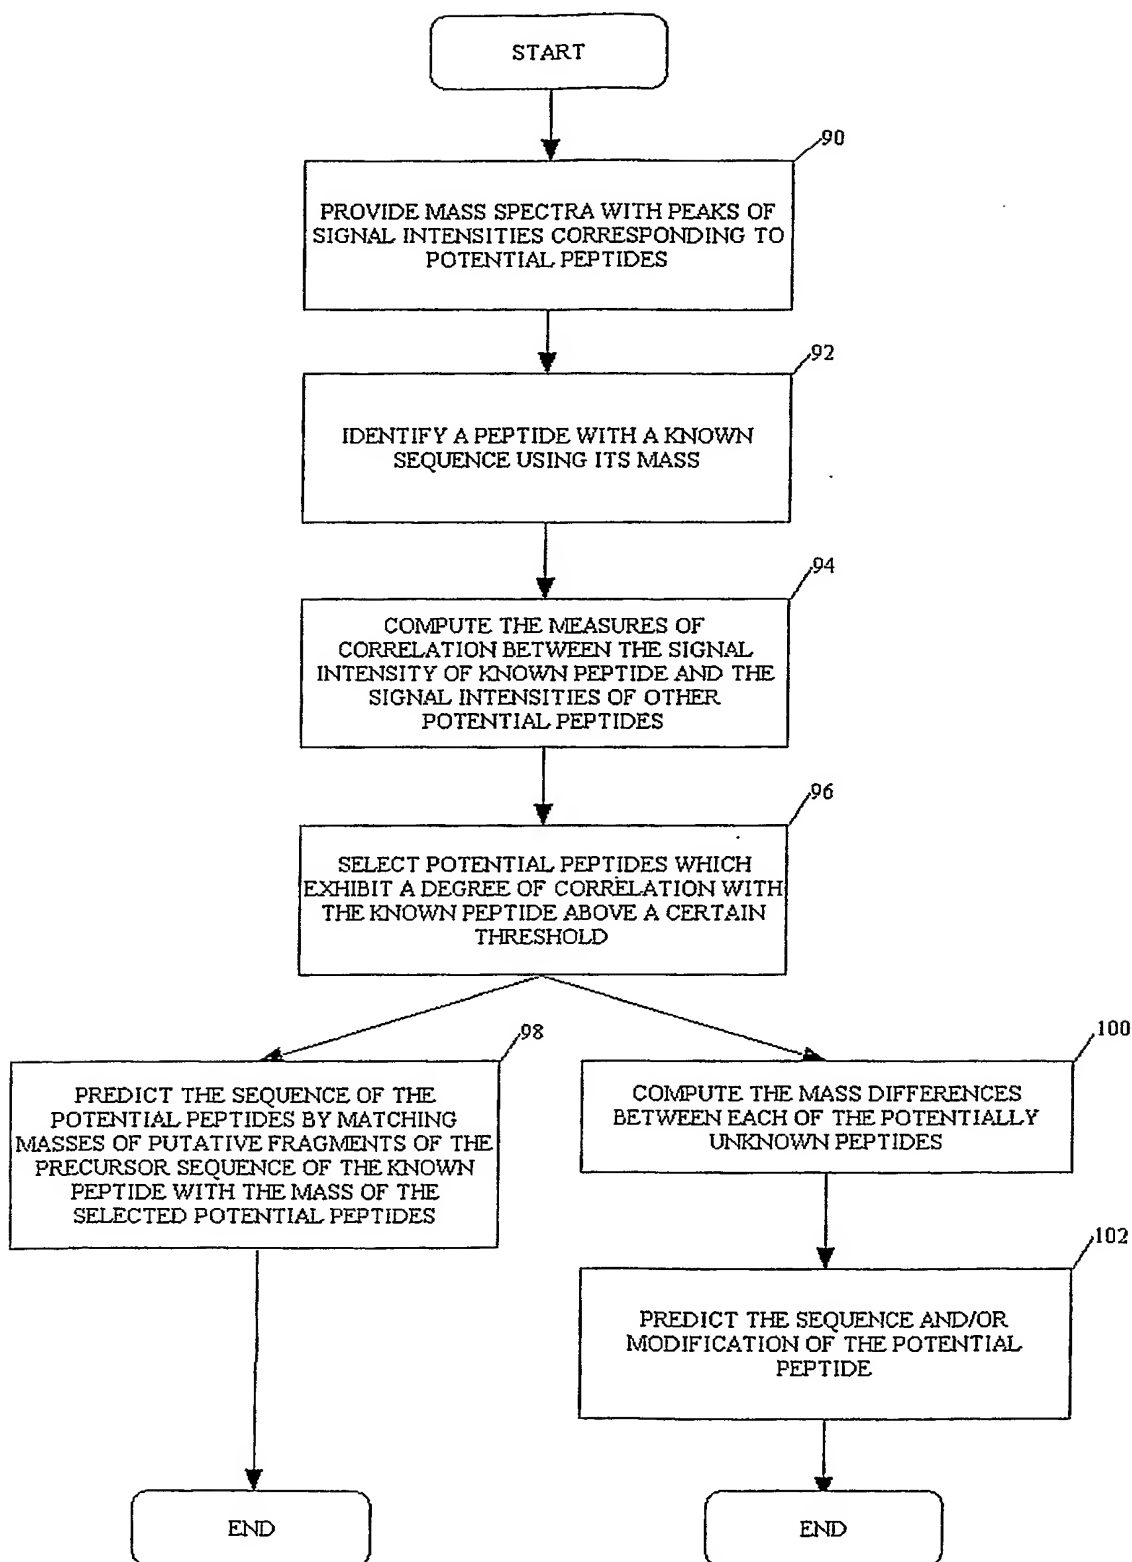 START
90
PROVIDE MASS SPECTRA WITH PEAKS OF
SIGNAL INTENSITIES CORRESPONDING TO
POTENTIAL PEPTIDES
92
IDENTIFY A PEPTIDE WITH A KNOWN
SEQUENCE USING ITS MASS
94
COMPUTE THE MEASURES OF
CORRELATION BETWEEN THE SIGNAL
INTENSITY OF KNOWN PEPTIDE AND THE
SIGNAL INTENSITIES OF OTHER
POTENTIAL PEPTIDES
96
SELECT POTENTIAL PEPTIDES WHICH
EXHIBIT A DEGREE OF CORRELATION WITH
THE KNOWN PEPTIDE ABOVE A CERTAIN
THRESHOLD
98
PREDICT THE SEQUENCE OF THE
POTENTIAL PEPTIDES BY MATCHING
MASSES OF PUTATIVE FRAGMENTS OF THE
PRECURSOR SEQUENCE OF THE KNOWN
PEPTIDE WITH THE MASS OF THE
SELECTED POTENTIAL PEPTIDES
END
100
COMPUTE THE MASS DIFFERENCES
BETWEEN EACH OF THE POTENTIALLY
UNKNOWN PEPTIDES
102
PREDICT THE SEQUENCE AND/OR
MODIFICATION OF THE POTENTIAL
PEPTIDE
END